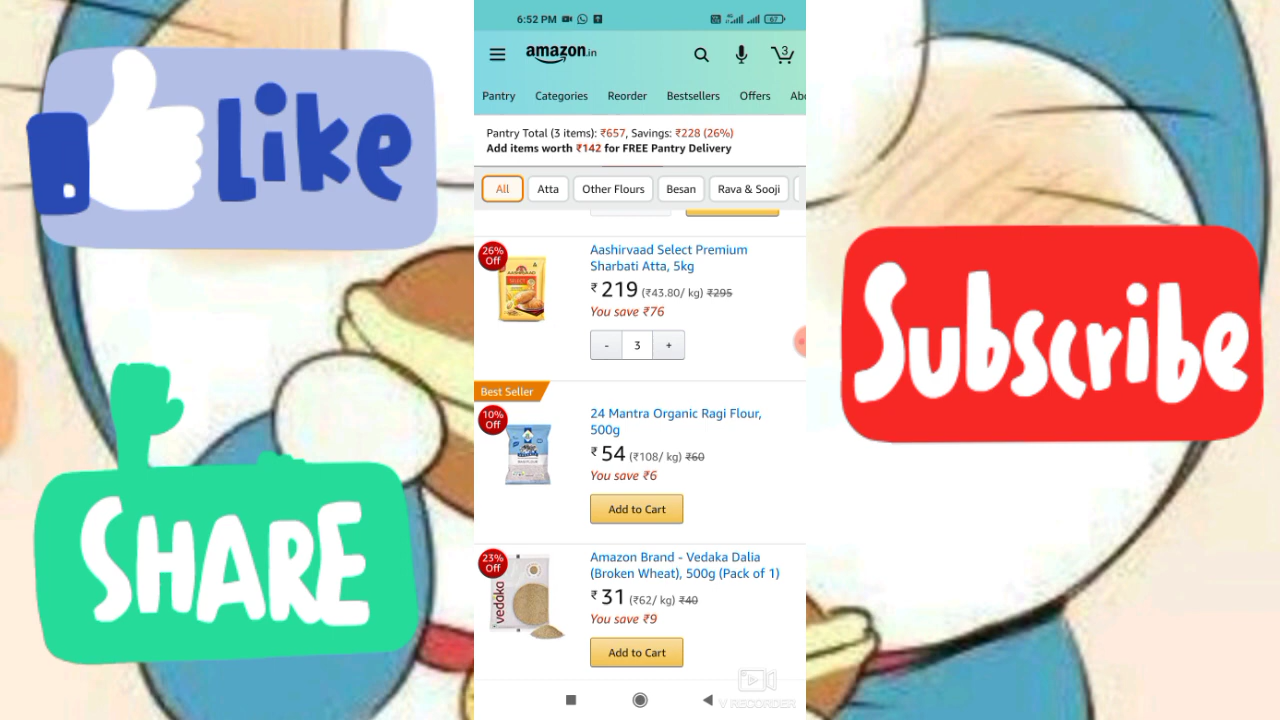 Like
SHARE
Subscribe
6:52 PM
67
amazon.in
3
Pantry Categories Reorder Bestsellers Offers Abo
Pantry Total (3 items): ₹657, Savings: ₹228 (26%)
Add items worth ₹142 for FREE Pantry Delivery
All Atta Other Flours Besan Rava & Sooji
26%
Off
Aashirvaad Select Premium
Sharbati Atta, 5kg
₹ 219 (₹43.80/ kg) ₹295
You save ₹76
- 3 +
Best Seller
10%
Off
24 Mantra Organic Ragi Flour,
500g
₹ 54 (₹108/ kg) ₹60
You save ₹6
Add to Cart
23%
Off
vedaka
Amazon Brand - Vedaka Dalia
(Broken Wheat), 500g (Pack of 1)
₹ 31 (₹62/ kg) ₹40
You save ₹9
Add to Cart
V RECORDER